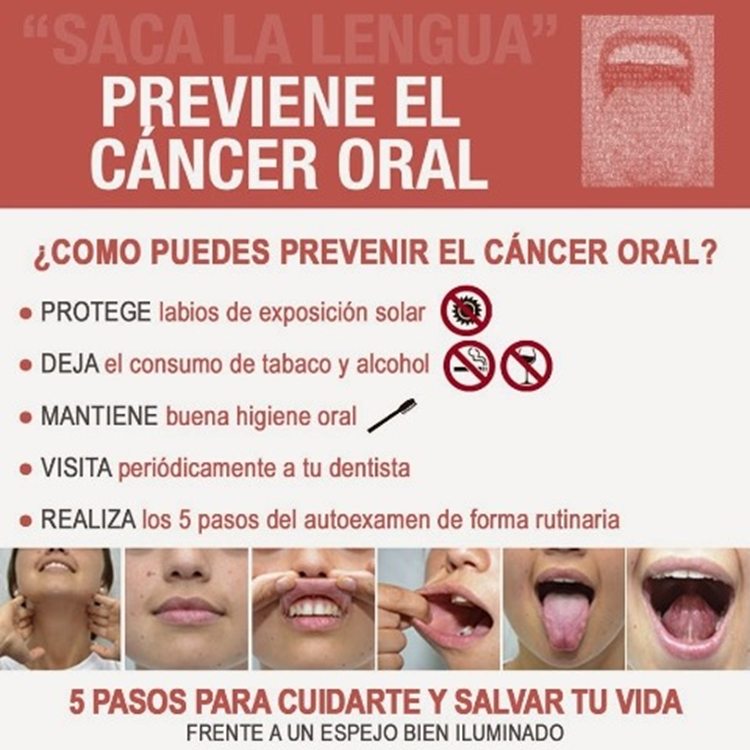 “SACA LA LENGUA”
PREVIENE EL
CÁNCER ORAL
¿COMO PUEDES PREVENIR EL CÁNCER ORAL?
• PROTEGE labios de exposición solar
• DEJA el consumo de tabaco y alcohol
• MANTIENE buena higiene oral
• VISITA periódicamente a tu dentista
• REALIZA los 5 pasos del autoexamen de forma rutinaria
5 PASOS PARA CUIDARTE Y SALVAR TU VIDA
FRENTE A UN ESPEJO BIEN ILUMINADO